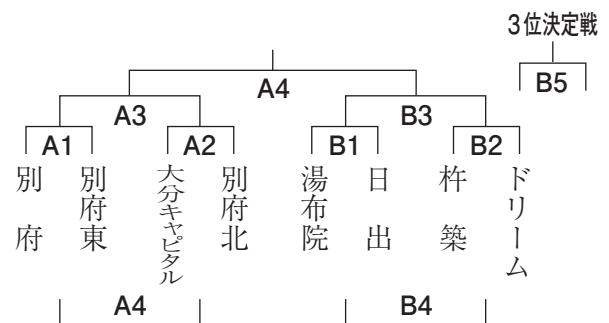 3位決定戦
B5
A4
A3
B3
A1
A2
B1
B2
別府
別府東
大分キャピタル
別府北
湯布院
日出
杵築
ドリーム
A4
B4